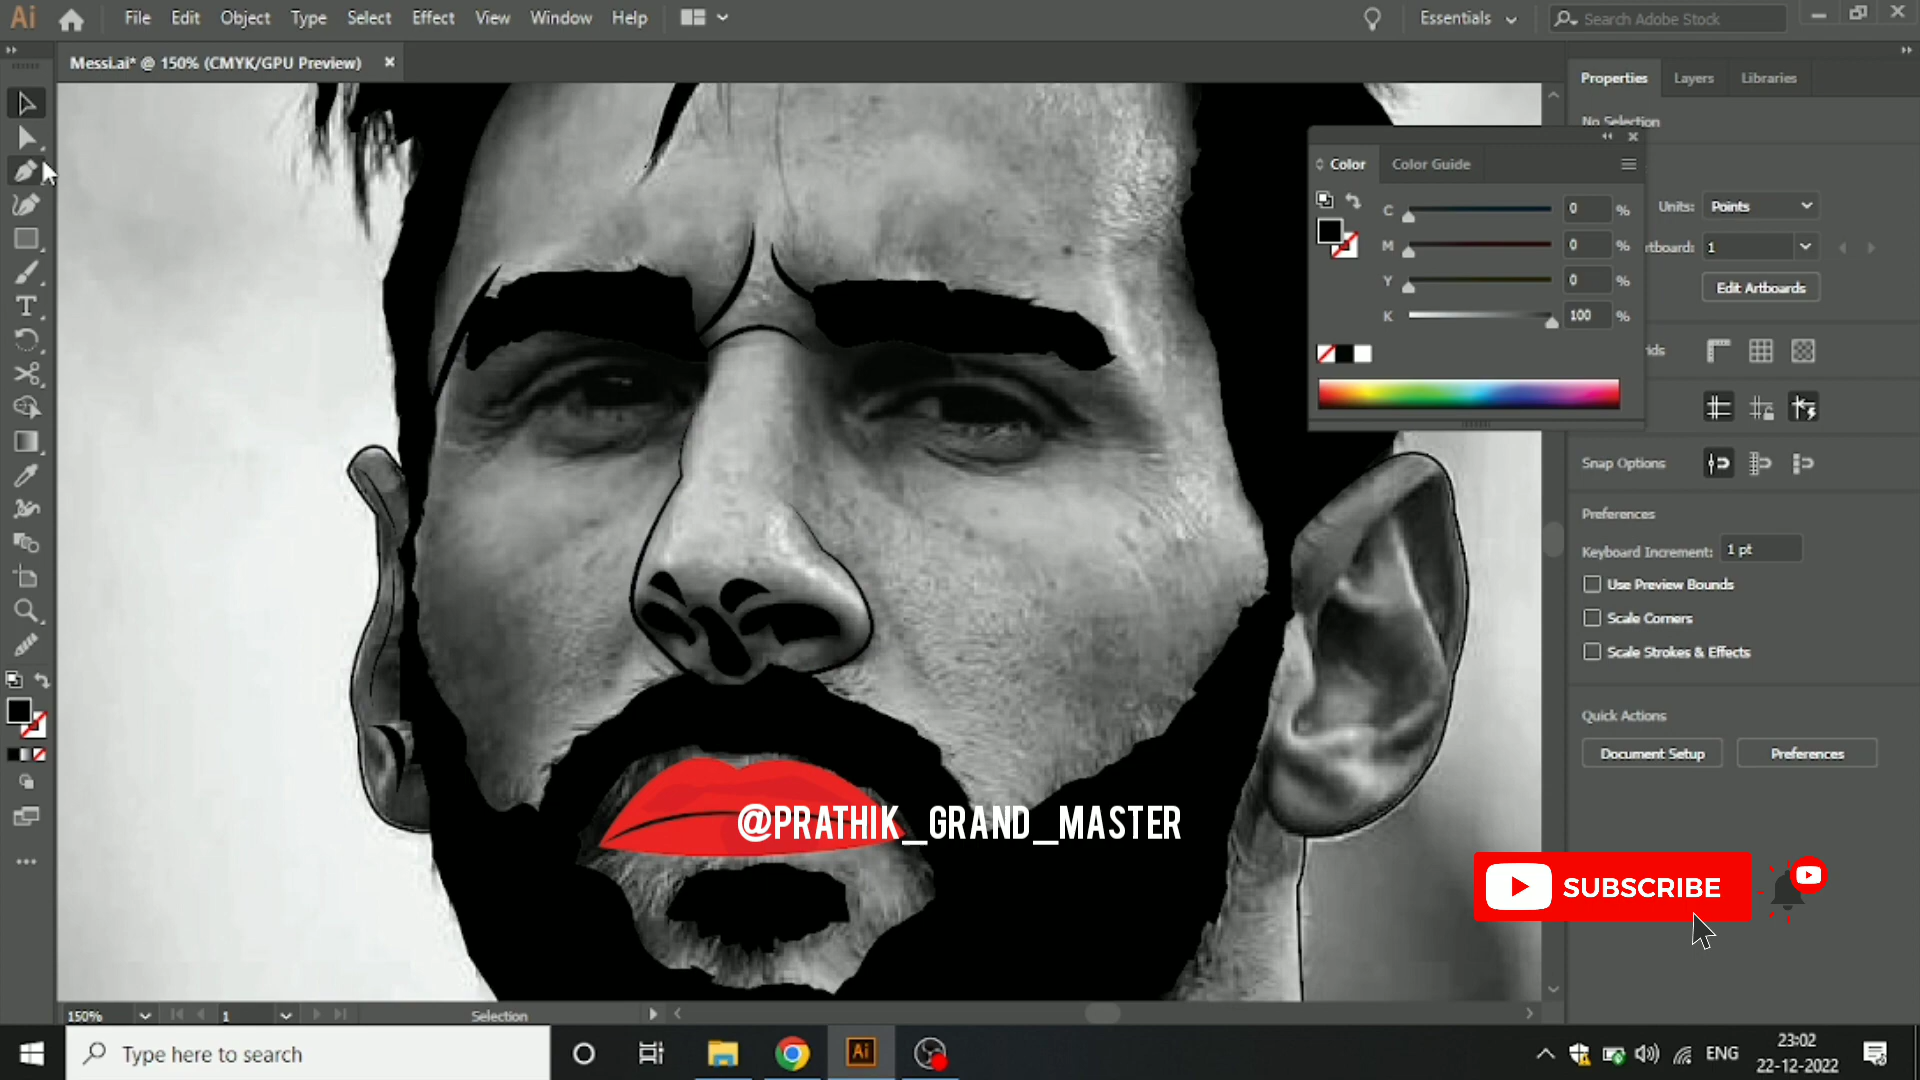 Ai File Edit Object Type Select Effect View Window Help Essentials Search Adobe Stock
Messi.ai* @ 150% (CMYK/GPU Preview)
Properties Layers Libraries
No Selection
Color Color Guide
C 0 %
M 0 %
Y 0 %
K 100 %
Units: Points
rtboard: 1
Edit Artboards
ids
Snap Options
Preferences
Keyboard Increment: 1 pt
Use Preview Bounds
Scale Corners
Scale Strokes & Effects
Quick Actions
Document Setup Preferences
@PRATHIK_GRAND_MASTER
SUBSCRIBE
150% 1 Selection
Type here to search
Ai
ENG
23:02
22-12-2022